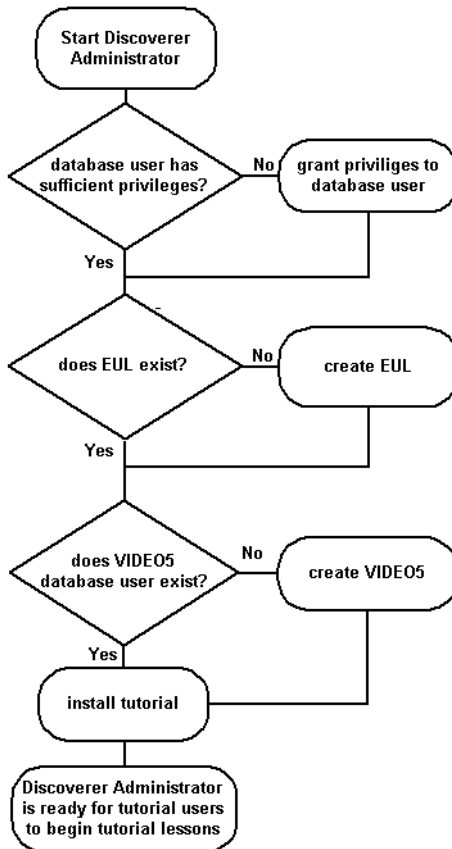 Start Discoverer
Administrator
database user has
sufficient privileges?
No
grant priviliges to
database user
Yes
does EUL exist?
No
create EUL
Yes
does VIDEO5
database user exist?
No
create VIDEO5
Yes
install tutorial
Discoverer Administrator
is ready for tutorial users
to begin tutorial lessons